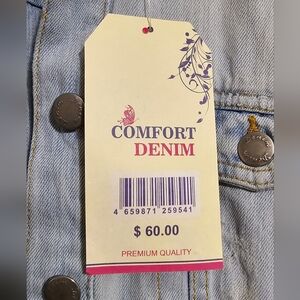 COMFORT
DENIM
4 659871 259541
$ 60.00
PREMIUM QUALITY